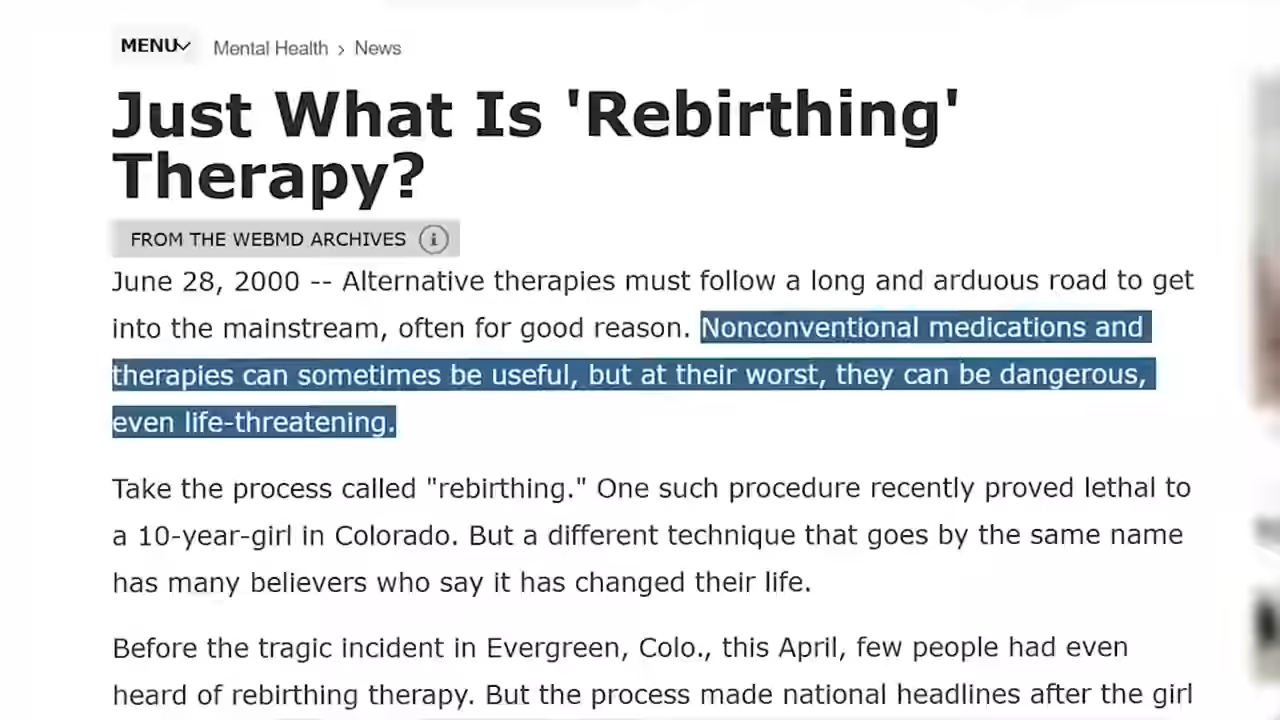 MENU Mental Health › News
Just What Is 'Rebirthing'
Therapy?
FROM THE WEBMD ARCHIVES
June 28, 2000 -- Alternative therapies must follow a long and arduous road to get
into the mainstream, often for good reason. Nonconventional medications and
therapies can sometimes be useful, but at their worst, they can be dangerous,
even life-threatening.
Take the process called "rebirthing." One such procedure recently proved lethal to
a 10-year-girl in Colorado. But a different technique that goes by the same name
has many believers who say it has changed their life.
Before the tragic incident in Evergreen, Colo., this April, few people had even
heard of rebirthing therapy. But the process made national headlines after the girl